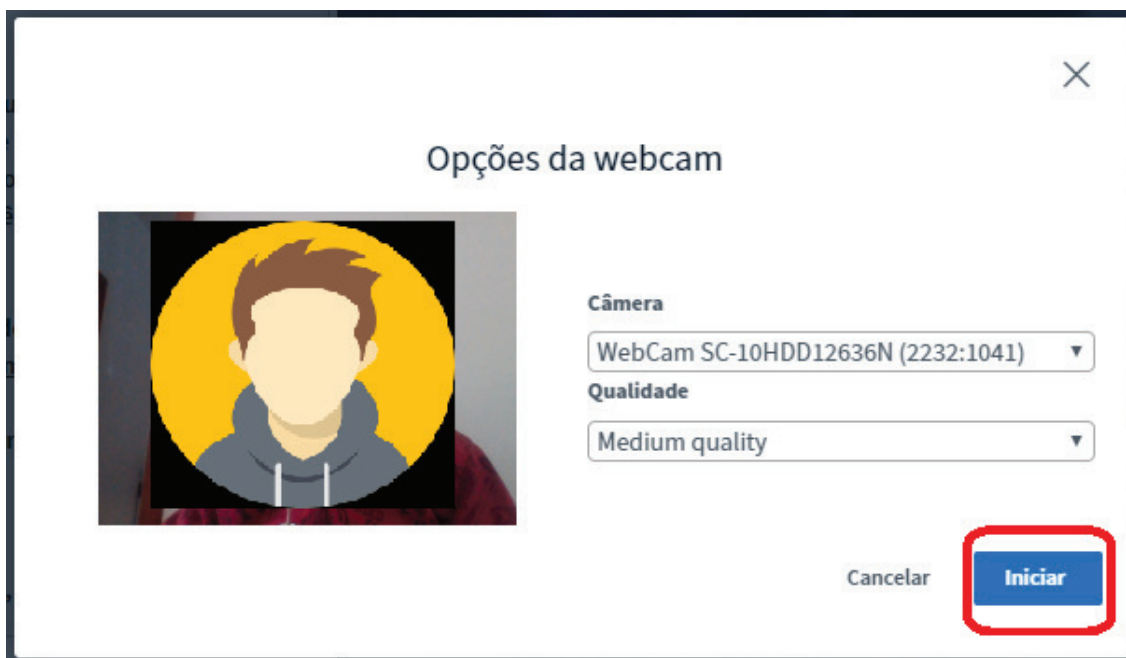 Opções da webcam
Câmera
WebCam SC-10HDD12636N (2232:1041)
Qualidade
Medium quality
Cancelar
Iniciar